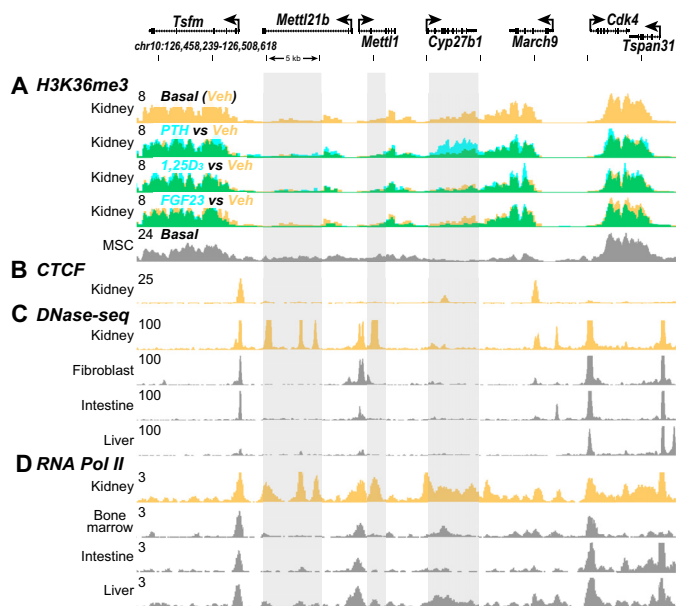 Tsfm Mettl21b Cdk4
Mettl1 Cyp27b1 March9 Tspan31
chr10:126,458,239-126,508,618
5 kb
A H3K36me3
Kidney 8 Basal (Veh)
Kidney 8 PTH vs Veh
Kidney 8 1,25D3 vs Veh
Kidney 8 FGF23 vs Veh
MSC 24 Basal
B CTCF
Kidney 25
C DNase-seq
Kidney 100
Fibroblast 100
Intestine 100
Liver 100
D RNA Pol II
Kidney 3
Bone
marrow 3
Intestine 3
Liver 3